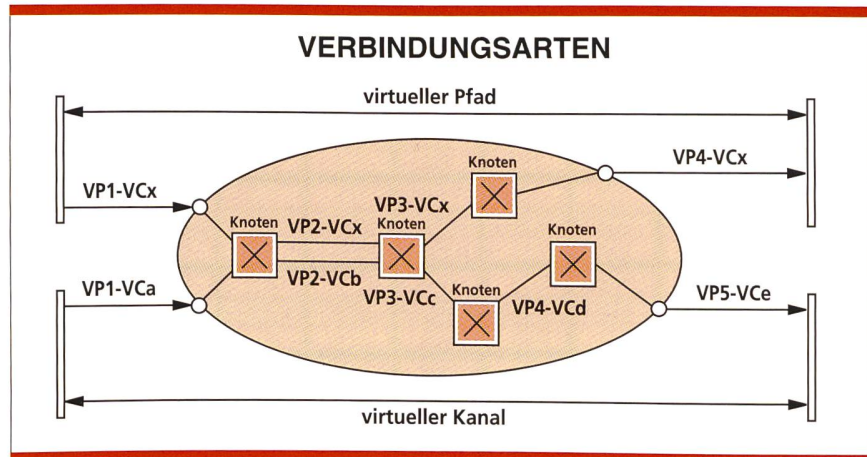 VERBINDUNGSARTEN
virtueller Pfad
Knoten
VP4-VCx
VP1-VCx
VP3-VCx
Knoten
VP2-VCx
Knoten
Knoten
VP2-VCb
VP1-VCa
VP3-VCc
Knoten
VP4-VCd
VP5-VCe
virtueller Kanal